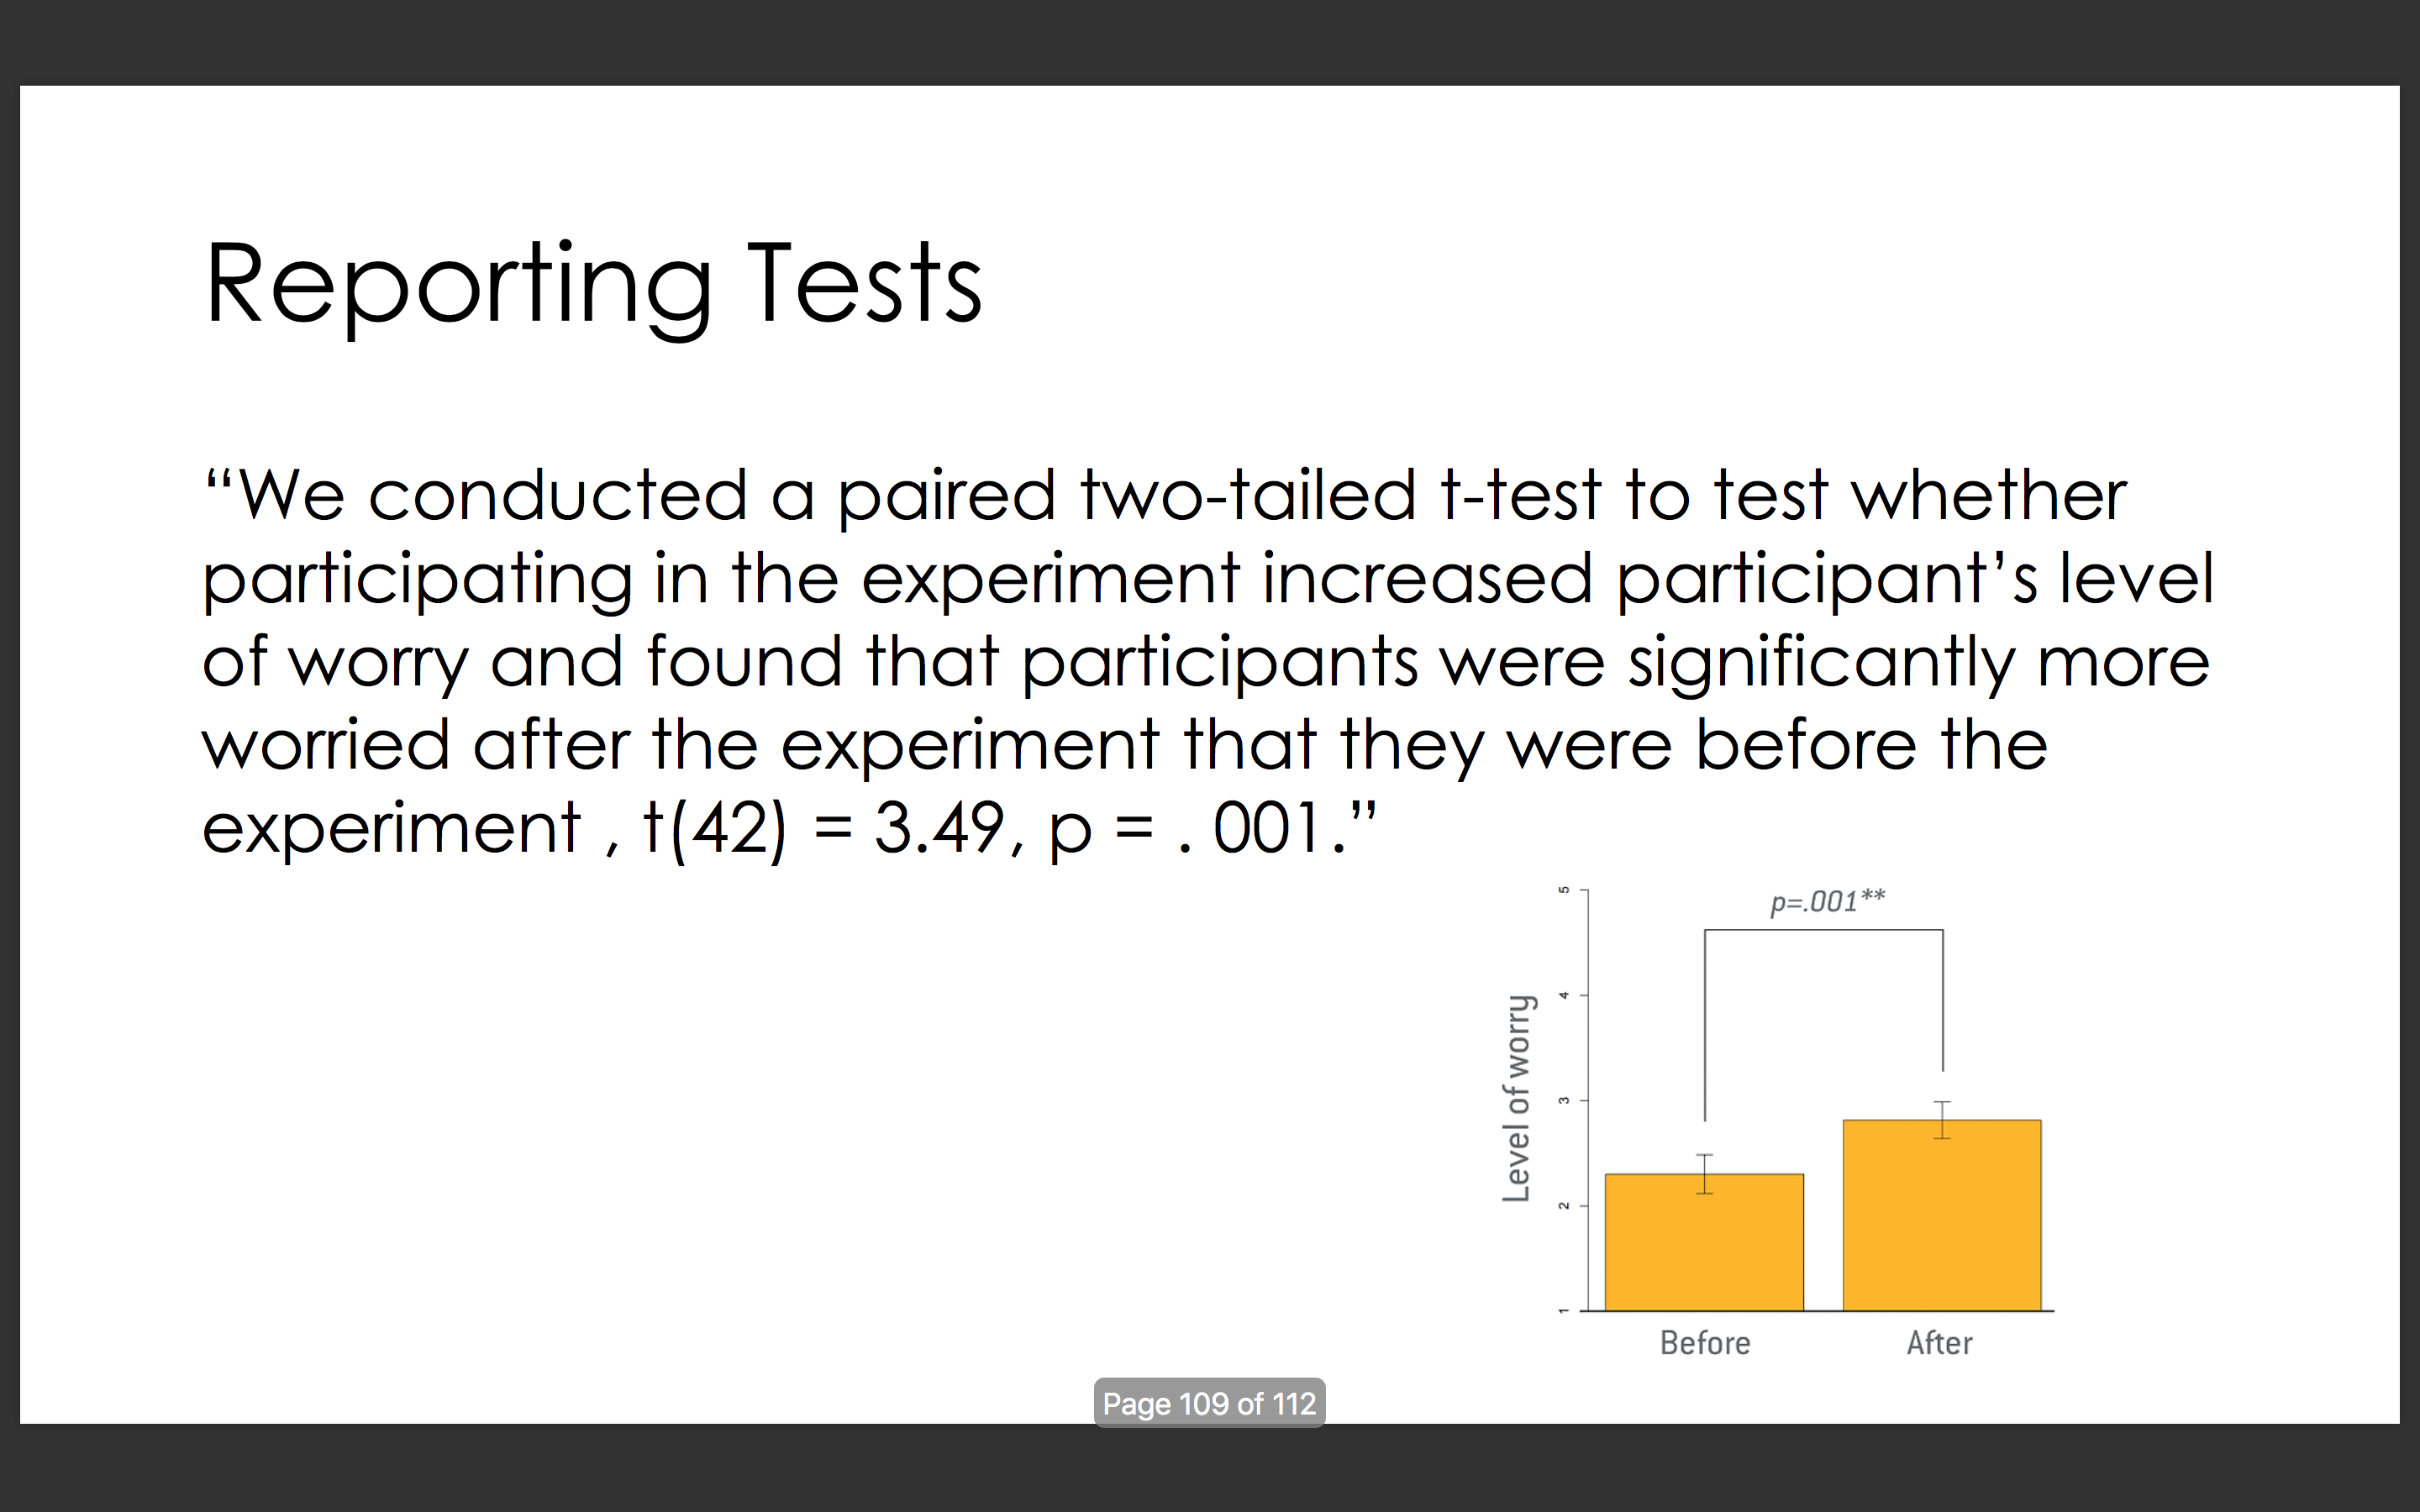 Reporting Tests
“We conducted a paired two-tailed t-test to test whether
participating in the experiment increased participant’s level
of worry and found that participants were significantly more
worried after the experiment that they were before the
experiment , t(42) = 3.49, p = . 001.”
p=.001**
5
4
3
2
1
Level of worry
Before
After
Page 109 of 112